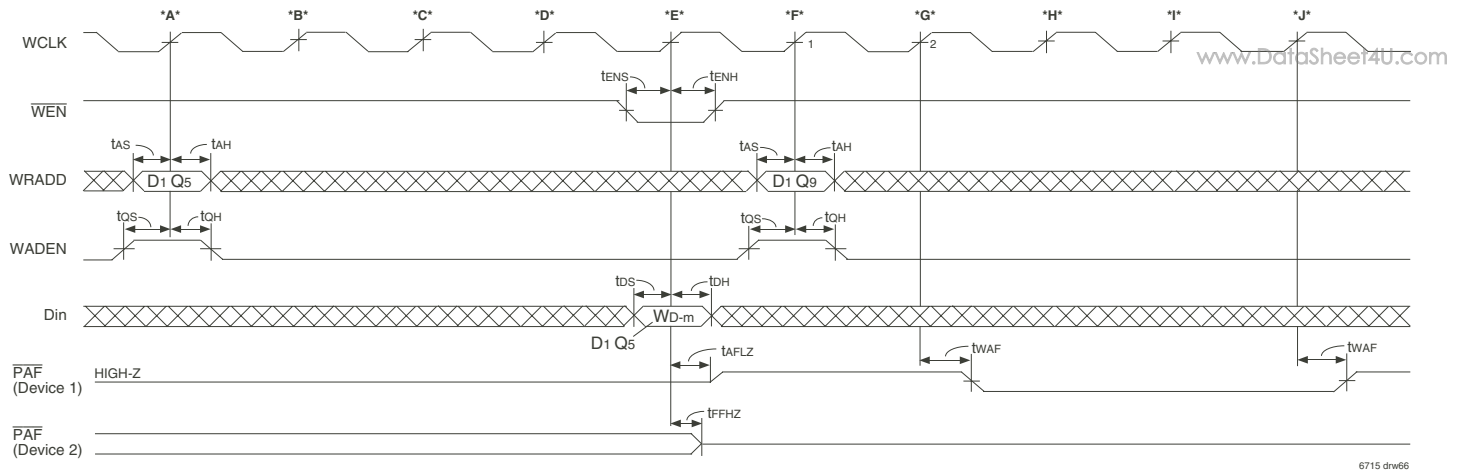 *A* *B* *C* *D* *E* *F* *G* *H* *I* *J*
WCLK 1 2
www.DataSheet4U.com
tENS tENH
WEN
tAS tAH tAS tAH
WRADD D1 Q5 D1 Q9
tQS tQH tQS tQH
WADEN
tDS tDH
Din WD-m
D1 Q5
tAFLZ tWAF tWAF
PAF HIGH-Z
(Device 1)
tFFHZ
PAF
(Device 2)
6715 drw66